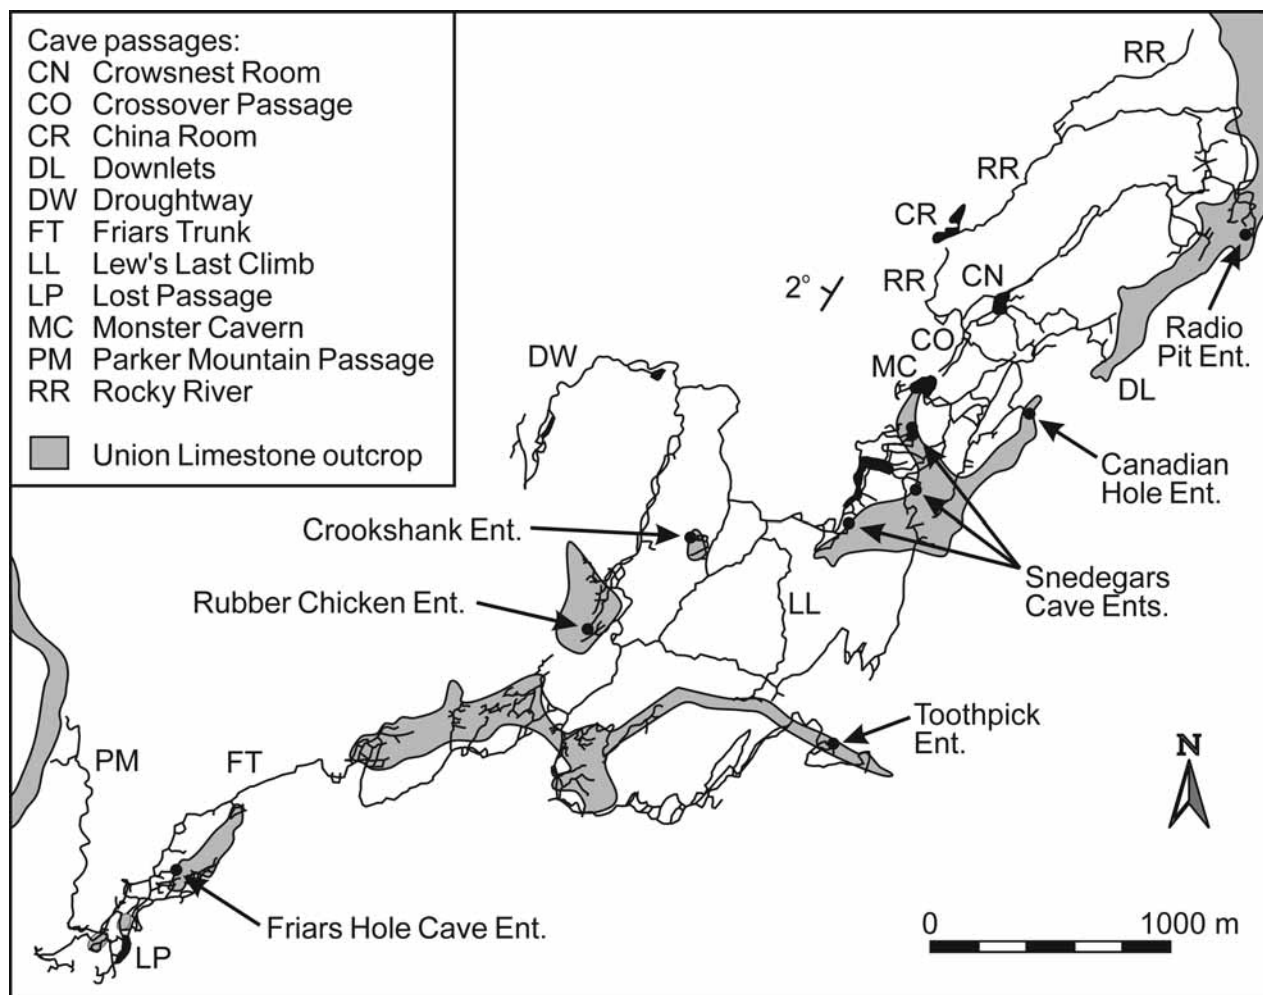 Cave passages:
CN Crowsnest Room
CO Crossover Passage
CR China Room
DL Downlets
DW Droughtway
FT Friars Trunk
LL Lew's Last Climb
LP Lost Passage
MC Monster Cavern
PM Parker Mountain Passage
RR Rocky River
Union Limestone outcrop
RR
RR
CR
RR
CN
2°
CO
Radio
Pit Ent.
DW
MC
DL
Canadian
Hole Ent.
Crookshank Ent.
Snedegars
Cave Ents.
Rubber Chicken Ent.
LL
Toothpick
Ent.
PM
FT
N
Friars Hole Cave Ent.
LP
0
1000 m